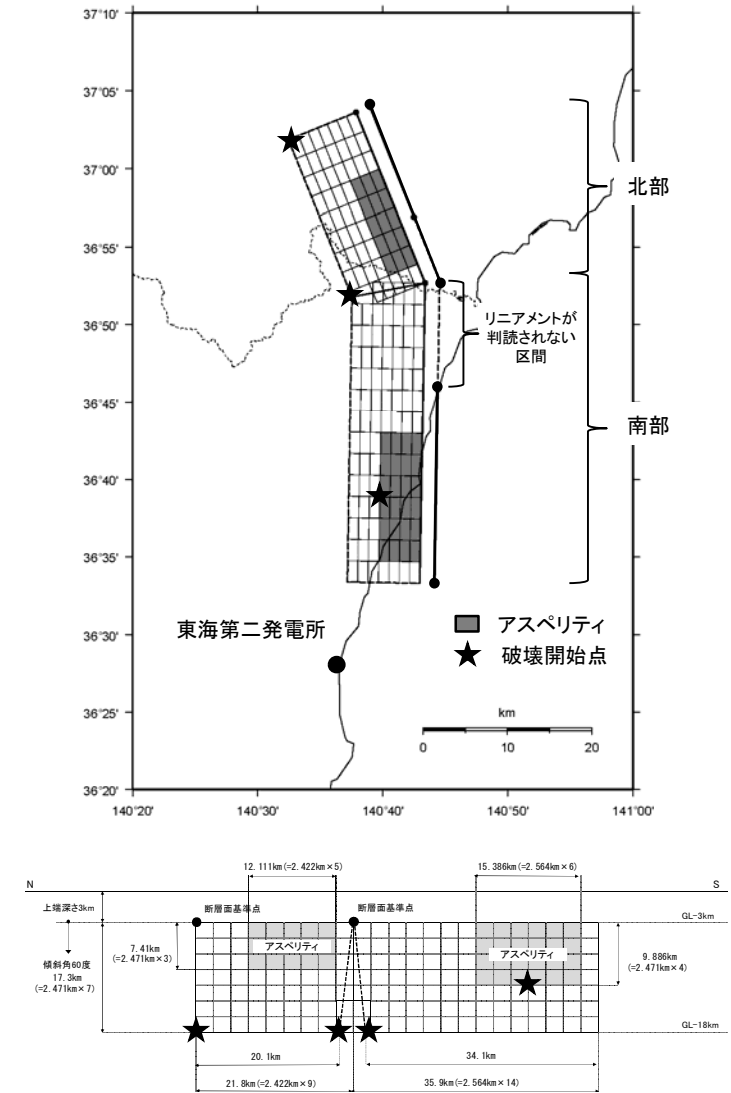 37°10'
37°05'
37°00'
36°55'
36°50'
36°45'
36°40'
36°35'
36°30'
36°25'
36°20'
140°20'
140°30'
140°40'
140°50'
141°00'
北部
リニアメントが
判読されない
区間
南部
東海第二発電所
アスペリティ
破壊開始点
km
0
10
20
12.111km(=2.422km×5)
15.386km(=2.564km×6)
N
S
上端深さ3km
断層面基準点
断層面基準点
GL-3km
7.41km
(=2.471km×3)
アスペリティ
アスペリティ
9.886km
(=2.471km×4)
傾斜角60度
17.3km
(=2.471km×7)
GL-18km
20.1km
34.1km
21.8km(=2.422km×9)
35.9km(=2.564km×14)